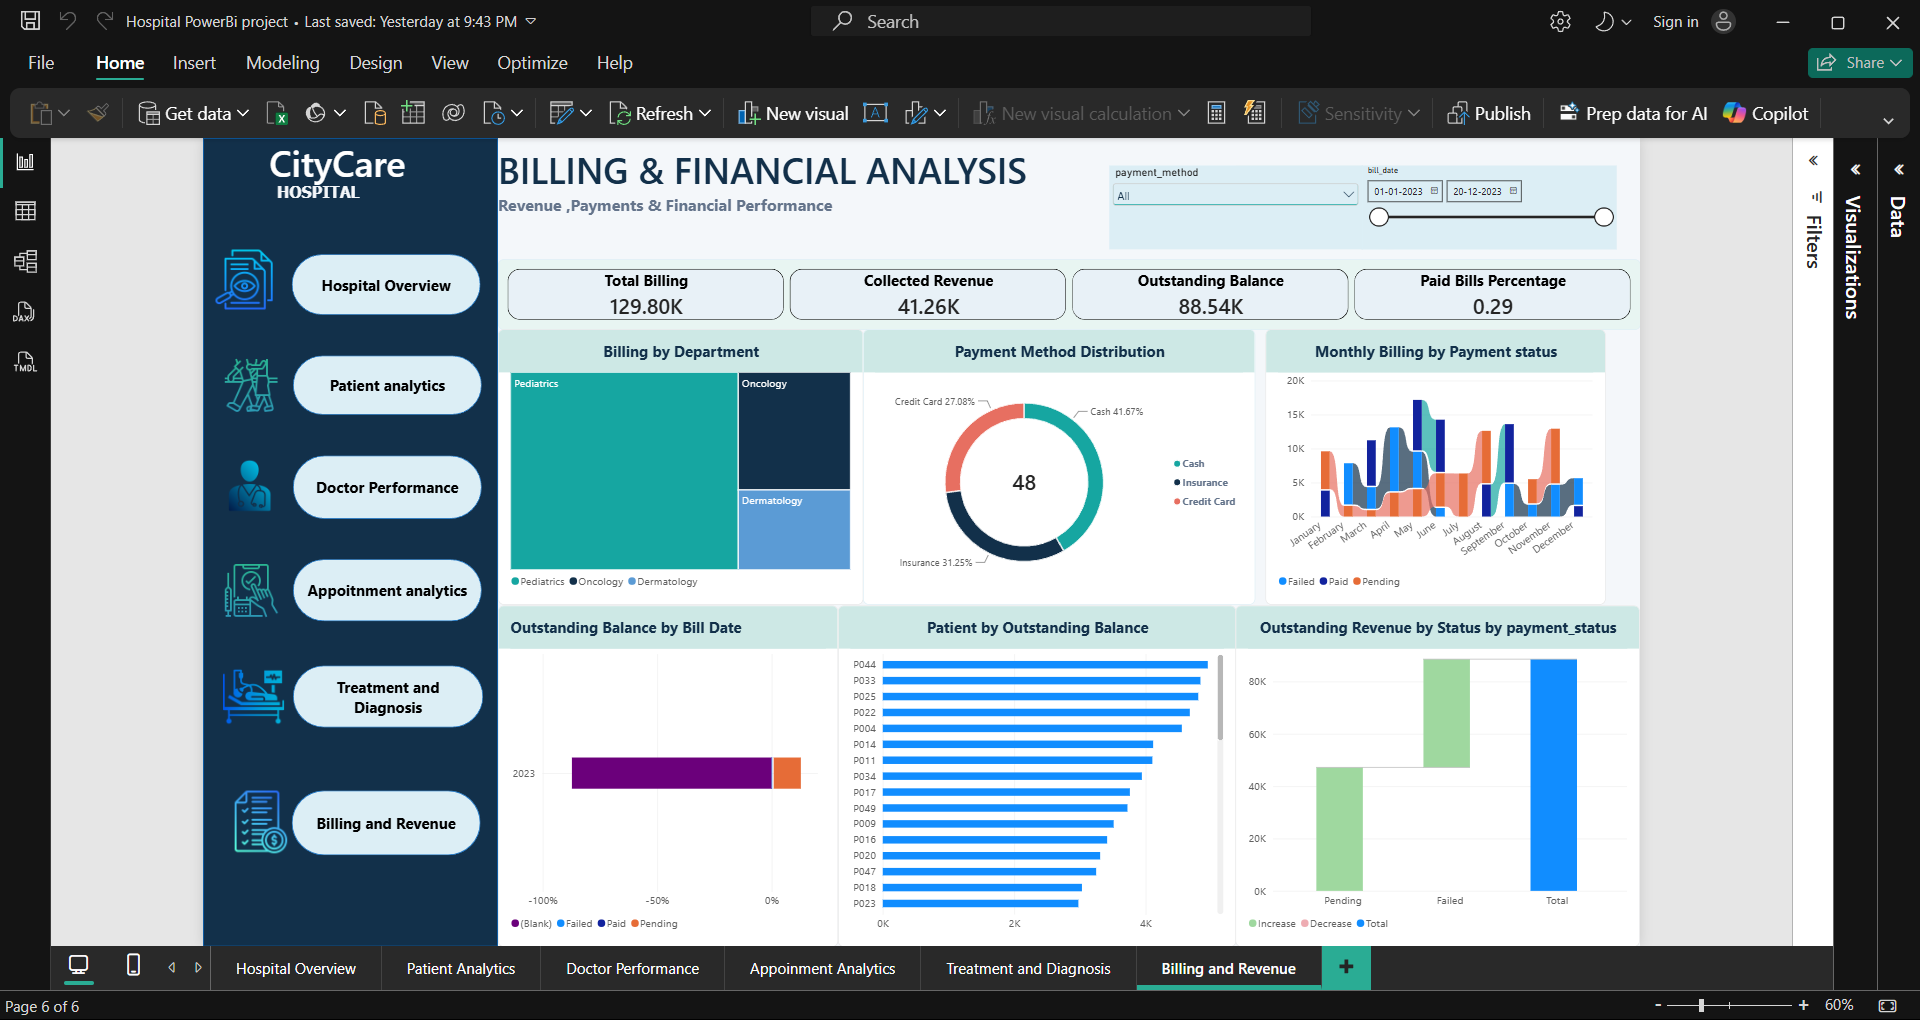 Hospital PowerBi project • Last saved: Yesterday at 9:43 PM
Search
Sign in
File
Home
Insert
Modeling
Design
View
Optimize
Help
Share
Get data
Refresh
New visual
New visual calculation
Sensitivity
Publish
Prep data for AI
Copilot
DAX
TMDL
CityCare
HOSPITAL
Hospital Overview
Patient analytics
Doctor Performance
Appoitnment analytics
Treatment and
Diagnosis
Billing and Revenue
BILLING & FINANCIAL ANALYSIS
Revenue ,Payments & Financial Performance
payment_method
All
bill_date
01-01-2023
20-12-2023
Total Billing
129.80K
Collected Revenue
41.26K
Outstanding Balance
88.54K
Paid Bills Percentage
0.29
Billing by Department
Pediatrics
Oncology
Dermatology
Pediatrics Oncology Dermatology
Payment Method Distribution
Credit Card 27.08%
Cash 41.67%
48
Insurance 31.25%
Cash
Insurance
Credit Card
Monthly Billing by Payment status
20K
15K
10K
5K
0K
January
February
March
April
May
June
July
August
September
October
November
December
Failed Paid Pending
Outstanding Balance by Bill Date
2023
-100% -50% 0%
(Blank) Failed Paid Pending
Patient by Outstanding Balance
P044
P033
P025
P022
P004
P014
P011
P034
P017
P049
P009
P016
P020
P047
P018
P023
0K 2K 4K
Outstanding Revenue by Status by payment_status
80K
60K
40K
20K
0K
Pending Failed Total
Increase Decrease Total
Filters
Visualizations
Data
Hospital Overview
Patient Analytics
Doctor Performance
Appoinment Analytics
Treatment and Diagnosis
Billing and Revenue
Page 6 of 6
- + 60%